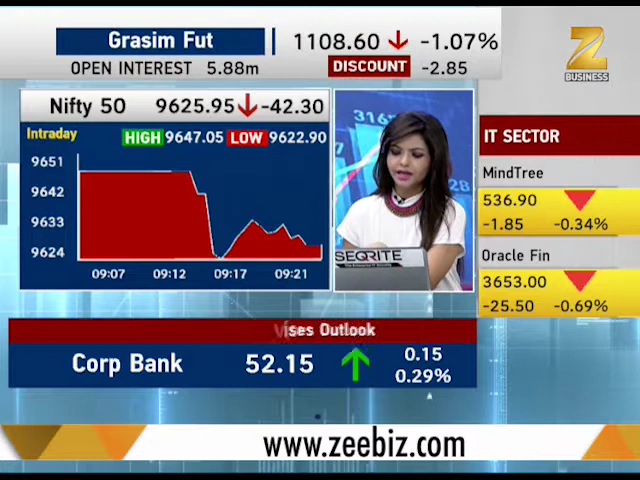 Grasim Fut
1108.60 -1.07%
OPEN INTEREST 5.88m
DISCOUNT -2.85
Z
BUSINESS
Nifty 50 9625.95 -42.30
Intraday
HIGH 9647.05 LOW 9622.90
9651
9642
9633
9624
09:07 09:12 09:17 09:21
SEQRITE
IT SECTOR
MindTree
536.90
-1.85 -0.34%
Oracle Fin
3653.00
-25.50 -0.69%
ses Outlook
Corp Bank 52.15 0.15
0.29%
www.zeebiz.com